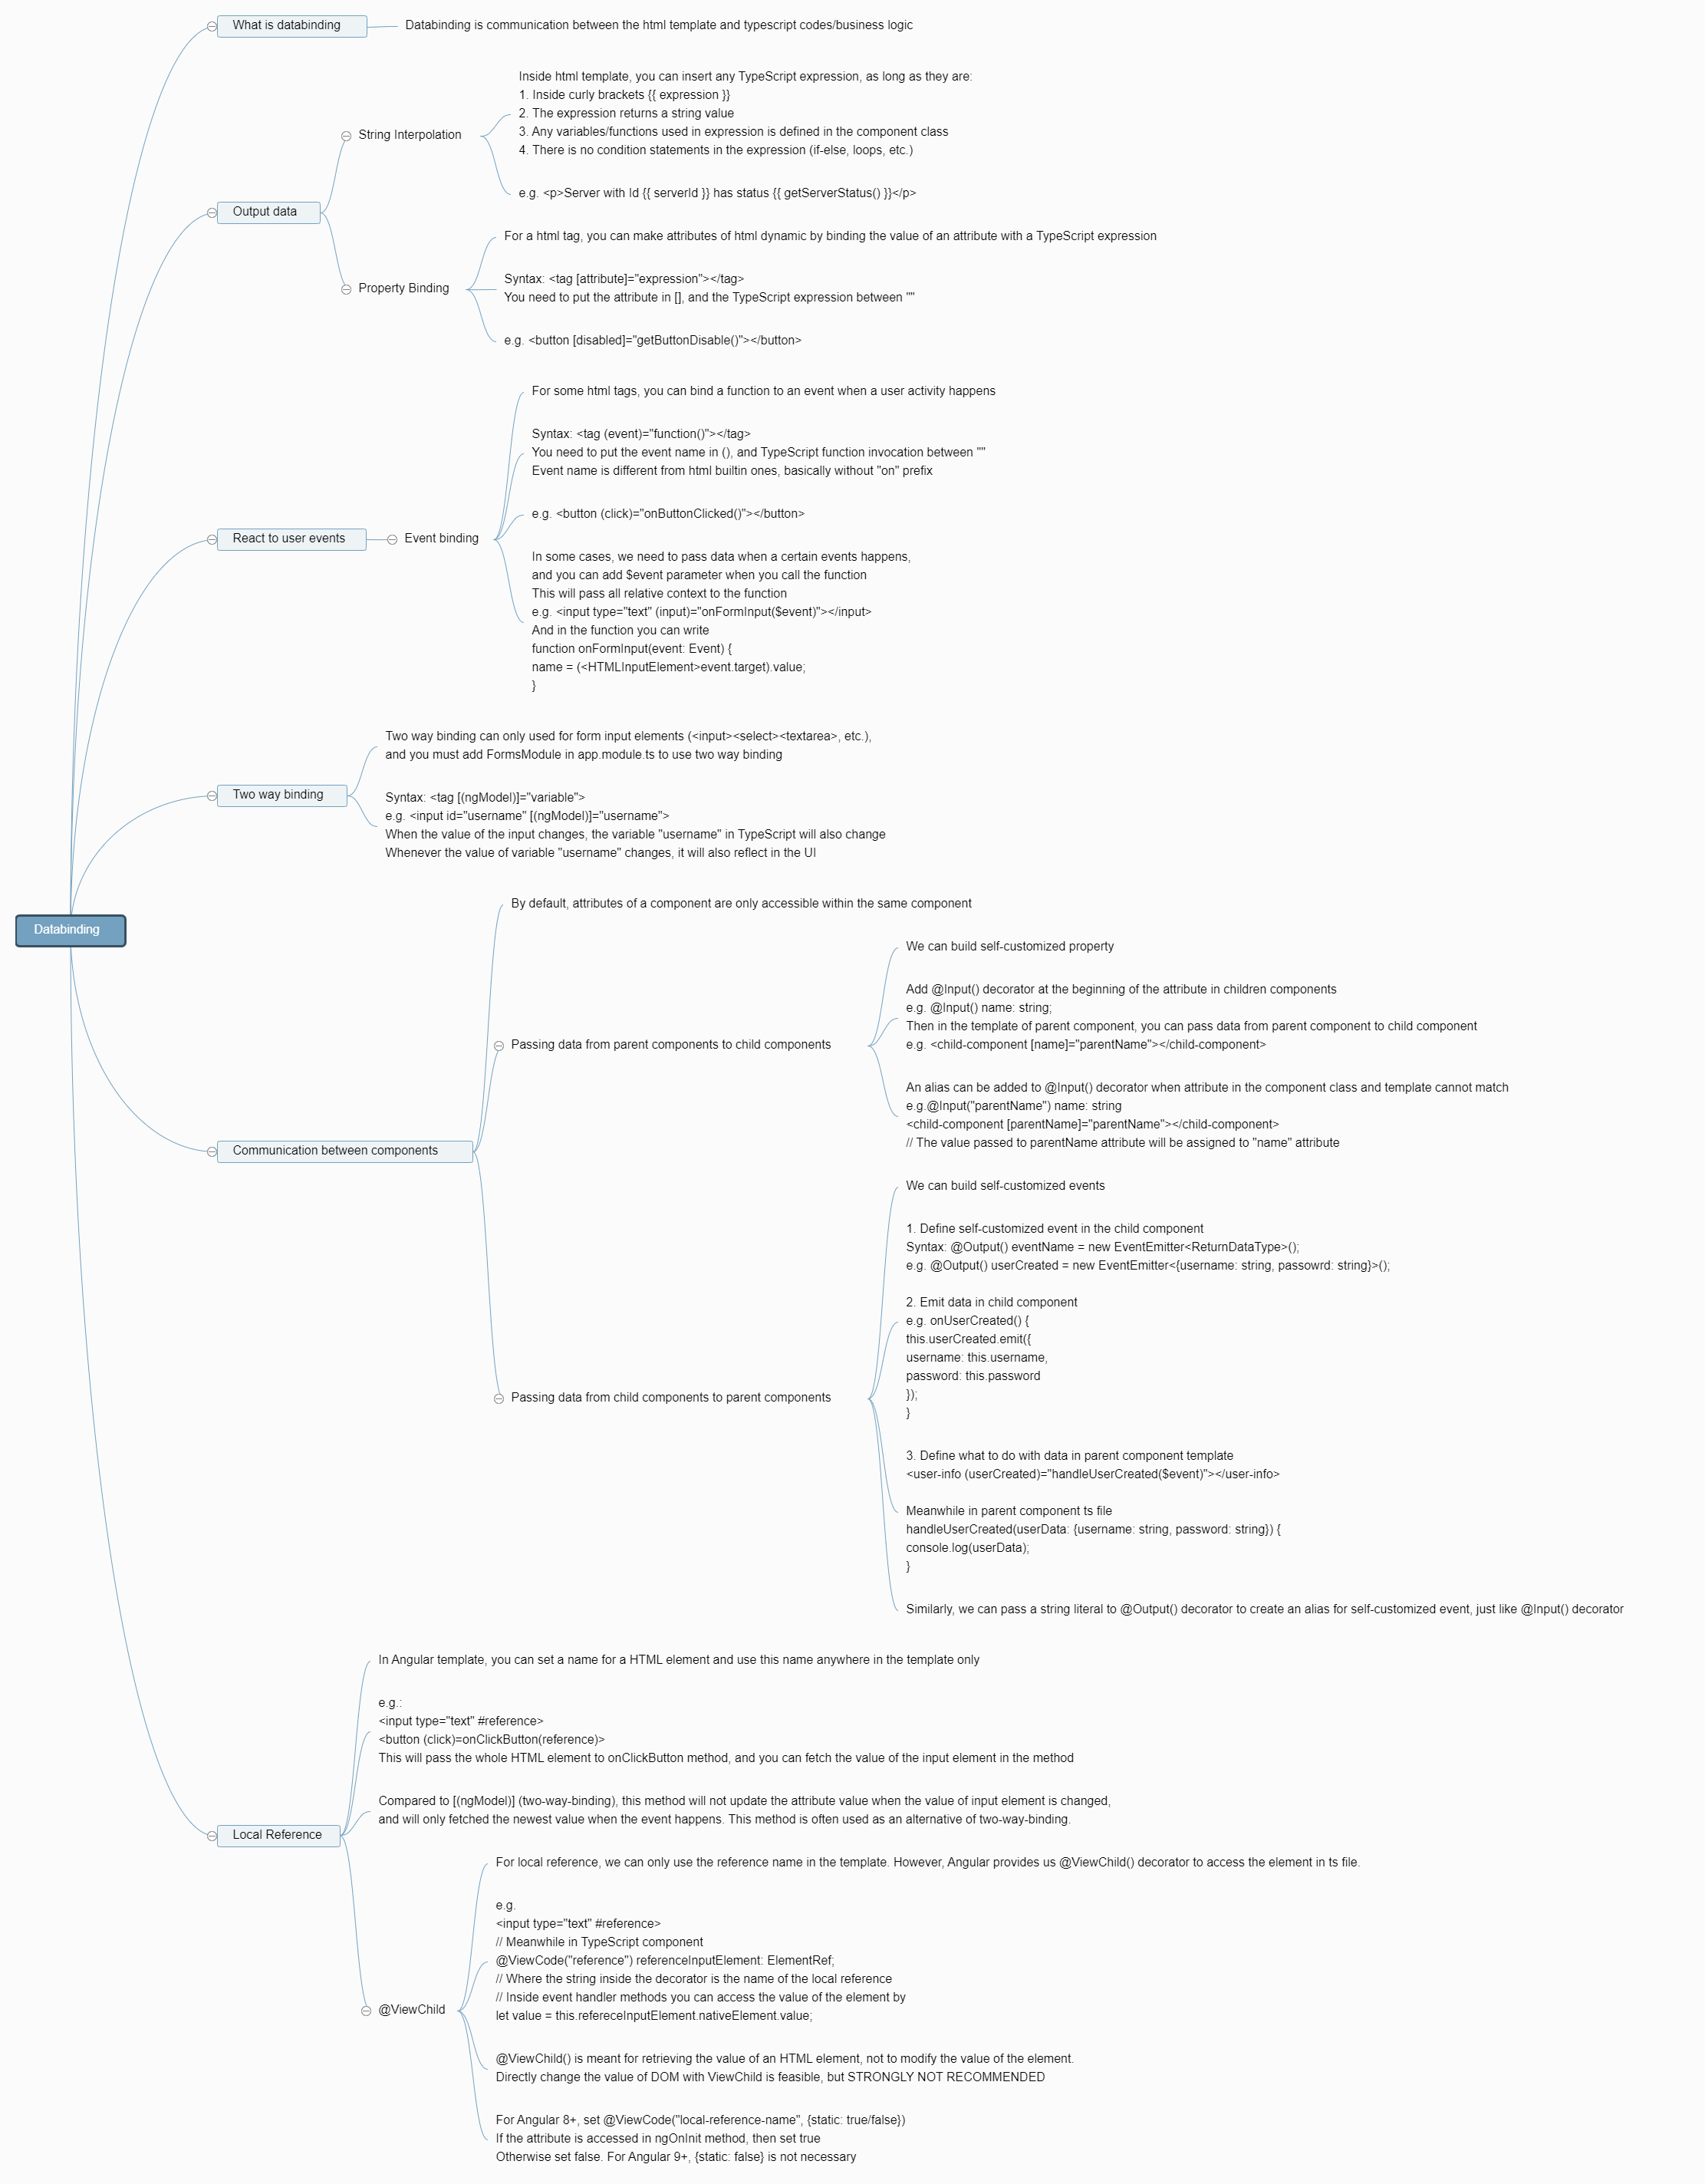 What is databinding
Databinding is communication between the html template and typescript codes/business logic
Output data
String Interpolation
Inside html template, you can insert any TypeScript expression, as long as they are:
1. Inside curly brackets {{ expression }}
2. The expression returns a string value
3. Any variables/functions used in expression is defined in the component class
4. There is no condition statements in the expression (if-else, loops, etc.)
e.g. <p>Server with Id {{ serverId }} has status {{ getServerStatus() }}</p>
Property Binding
For a html tag, you can make attributes of html dynamic by binding the value of an attribute with a TypeScript expression
Syntax: <tag [attribute]="expression"></tag>
You need to put the attribute in [], and the TypeScript expression between ""
e.g. <button [disabled]="getButtonDisable()"></button>
React to user events
Event binding
For some html tags, you can bind a function to an event when a user activity happens
Syntax: <tag (event)="function()"></tag>
You need to put the event name in (), and TypeScript function invocation between ""
Event name is different from html builtin ones, basically without "on" prefix
e.g. <button (click)="onButtonClicked()"></button>
In some cases, we need to pass data when a certain events happens,
and you can add $event parameter when you call the function
This will pass all relative context to the function
e.g. <input type="text" (input)="onFormInput($event)"></input>
And in the function you can write
function onFormInput(event: Event) {
name = (<HTMLInputElement>event.target).value;
}
Two way binding
Two way binding can only used for form input elements (<input><select><textarea>, etc.),
and you must add FormsModule in app.module.ts to use two way binding
Syntax: <tag [(ngModel)]="variable">
e.g. <input id="username" [(ngModel)]="username">
When the value of the input changes, the variable "username" in TypeScript will also change
Whenever the value of variable "username" changes, it will also reflect in the UI
Databinding
Communication between components
By default, attributes of a component are only accessible within the same component
Passing data from parent components to child components
We can build self-customized property
Add @Input() decorator at the beginning of the attribute in children components
e.g. @Input() name: string;
Then in the template of parent component, you can pass data from parent component to child component
e.g. <child-component [name]="parentName"></child-component>
An alias can be added to @Input() decorator when attribute in the component class and template cannot match
e.g.@Input("parentName") name: string
<child-component [parentName]="parentName"></child-component>
// The value passed to parentName attribute will be assigned to "name" attribute
Passing data from child components to parent components
We can build self-customized events
1. Define self-customized event in the child component
Syntax: @Output() eventName = new EventEmitter<ReturnDataType>();
e.g. @Output() userCreated = new EventEmitter<{username: string, passowrd: string}>();
2. Emit data in child component
e.g. onUserCreated() {
this.userCreated.emit({
username: this.username,
password: this.password
});
}
3. Define what to do with data in parent component template
<user-info (userCreated)="handleUserCreated($event)"></user-info>
Meanwhile in parent component ts file
handleUserCreated(userData: {username: string, password: string}) {
console.log(userData);
}
Similarly, we can pass a string literal to @Output() decorator to create an alias for self-customized event, just like @Input() decorator
Local Reference
In Angular template, you can set a name for a HTML element and use this name anywhere in the template only
e.g.:
<input type="text" #reference>
<button (click)=onClickButton(reference)>
This will pass the whole HTML element to onClickButton method, and you can fetch the value of the input element in the method
Compared to [(ngModel)] (two-way-binding), this method will not update the attribute value when the value of input element is changed,
and will only fetched the newest value when the event happens. This method is often used as an alternative of two-way-binding.
@ViewChild
For local reference, we can only use the reference name in the template. However, Angular provides us @ViewChild() decorator to access the element in ts file.
e.g.
<input type="text" #reference>
// Meanwhile in TypeScript component
@ViewCode("reference") referenceInputElement: ElementRef;
// Where the string inside the decorator is the name of the local reference
// Inside event handler methods you can access the value of the element by
let value = this.refereceInputElement.nativeElement.value;
@ViewChild() is meant for retrieving the value of an HTML element, not to modify the value of the element.
Directly change the value of DOM with ViewChild is feasible, but STRONGLY NOT RECOMMENDED
For Angular 8+, set @ViewCode("local-reference-name", {static: true/false})
If the attribute is accessed in ngOnInit method, then set true
Otherwise set false. For Angular 9+, {static: false} is not necessary